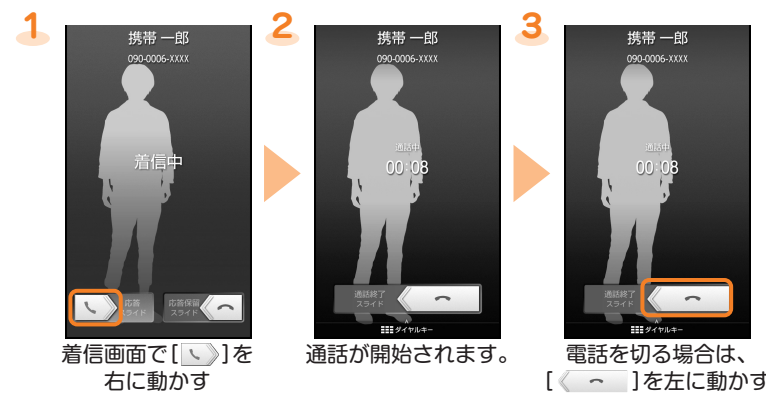 1
携帯 一郎
090-0006-XXXX
着信中
応答
スライド
応答保留
スライド
着信画面で[ ]を
右に動かす
2
携帯 一郎
090-0006-XXXX
通話中
00:08
通話終了
スライド
ダイヤルキー
通話が開始されます。
3
携帯 一郎
090-0006-XXXX
通話中
00:08
通話終了
スライド
ダイヤルキー
電話を切る場合は、
[ ]を左に動かす